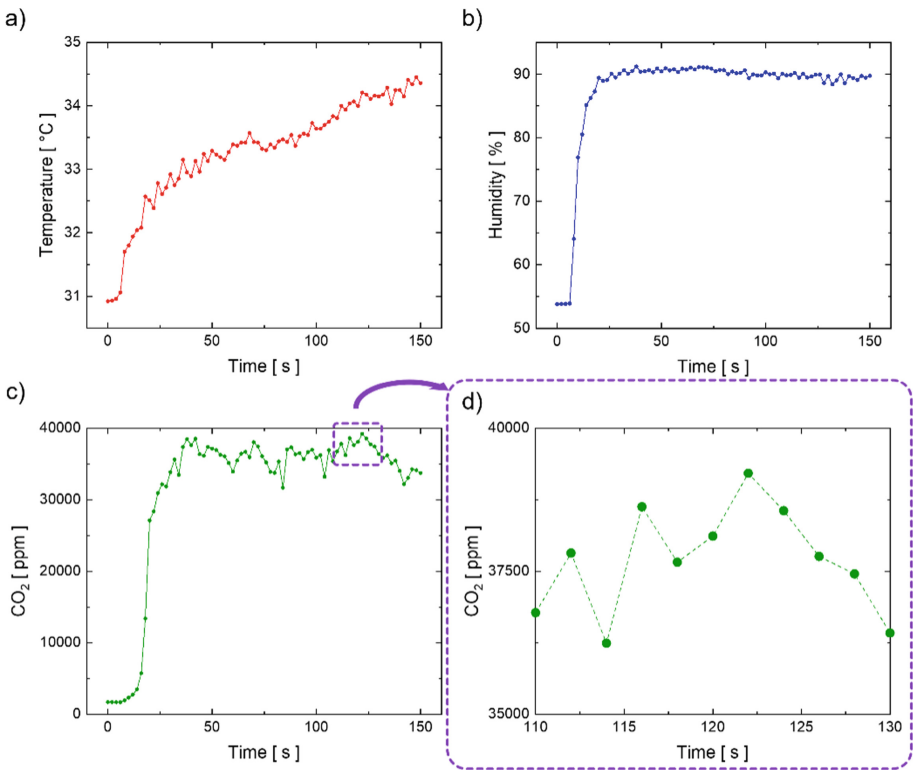 a)
35
34
33
32
31
Temperature [ °C]
0
50
100
150
Time [ s ]
b)
90
80
70
60
50
Humidity [ %]
0
50
100
150
Time [ s ]
c)
40000
30000
20000
10000
0
CO₂ [ ppm]
0
50
100
150
Time [ s ]
d)
40000
37500
35000
CO₂ [ ppm]
110
115
120
125
130
Time [ s ]